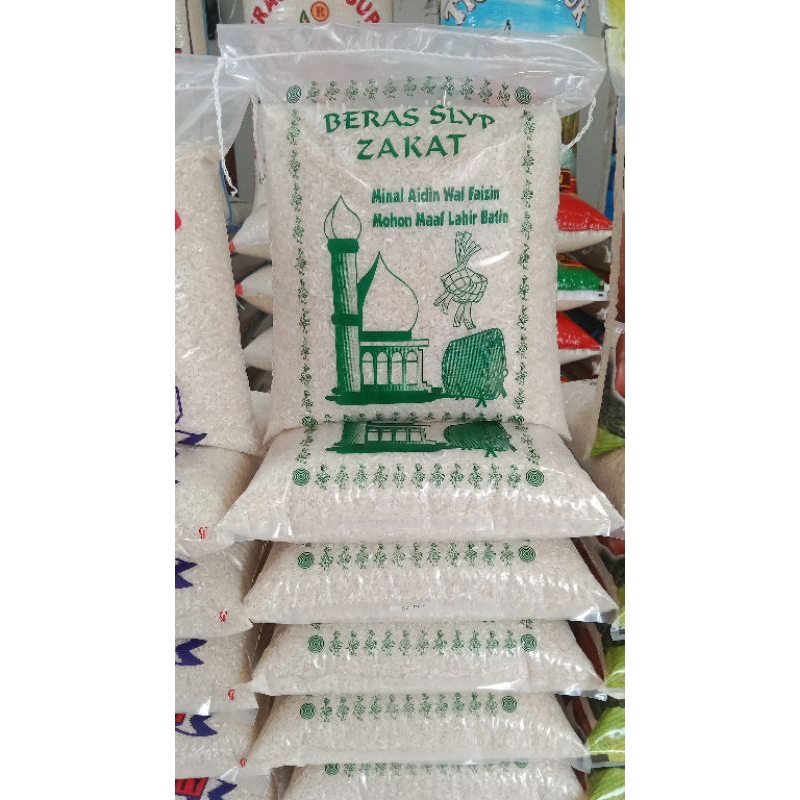 BERAS SLYP
ZAKAT
Minal Aidin Wal Faizin
Mohon Maaf Lahir Batin
R